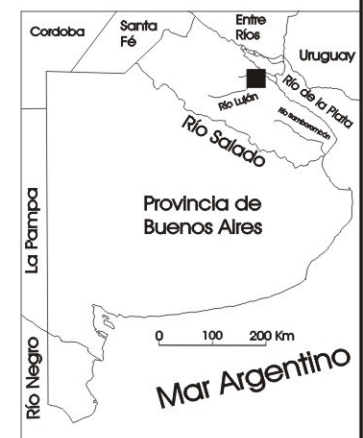 Cordoba
Santa
Fé
Entre
Ríos
Uruguay
Río de la Plata
Río Luján
Río Samborombón
Río Salado
La Pampa
Provincia de
Buenos Aires
0 100 200 Km
Río Negro
Mar Argentino